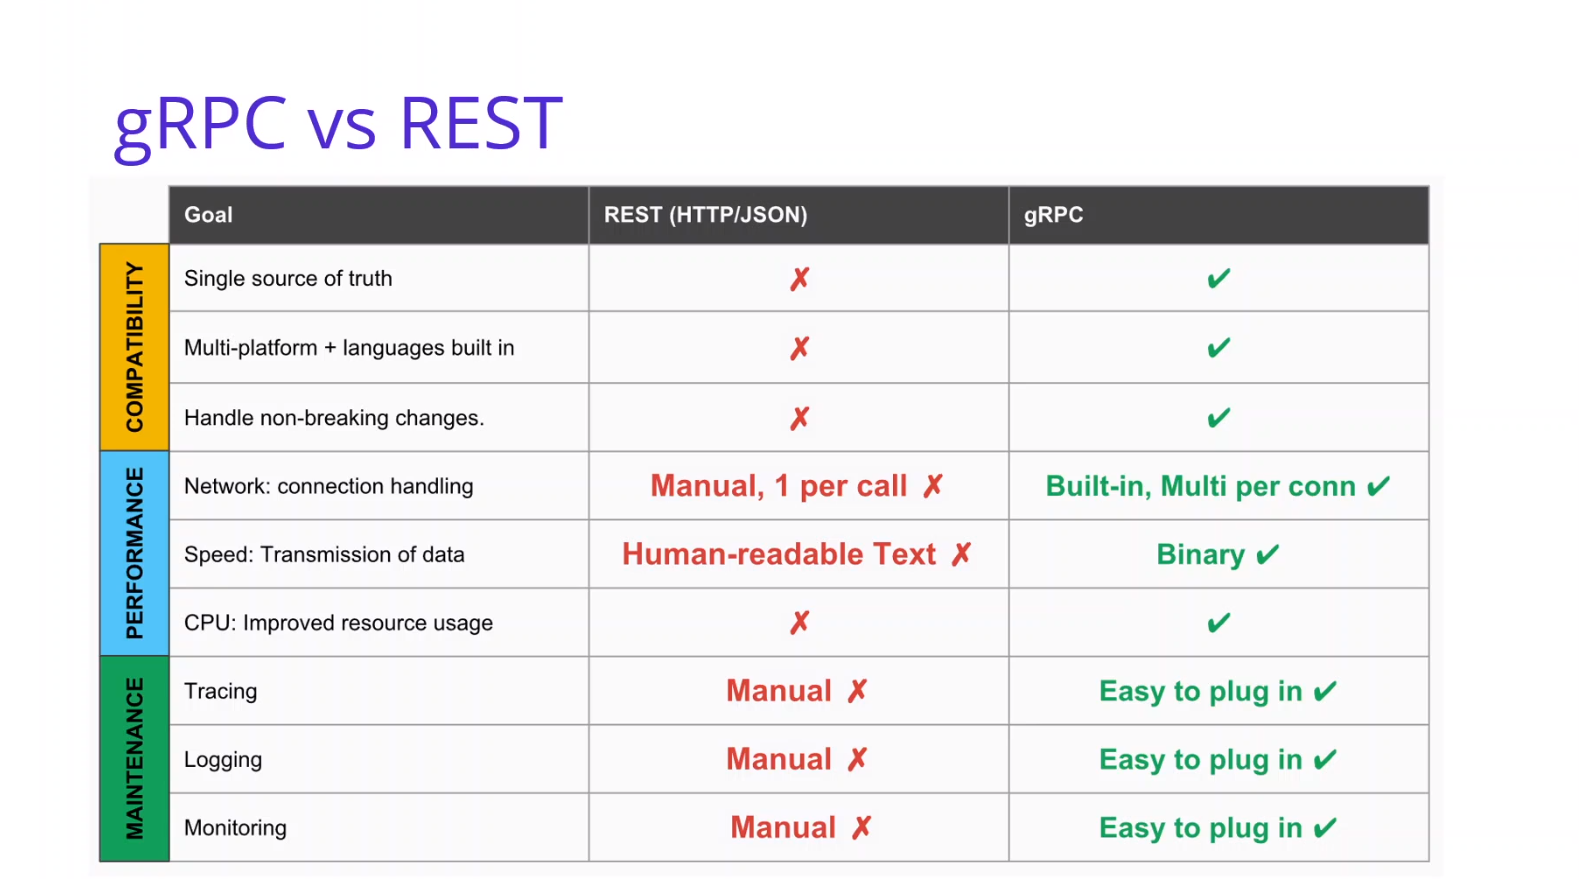 gRPC vs REST
Goal REST (HTTP/JSON) gRPC
COMPATIBILITY
Single source of truth ✗ ✔
Multi-platform + languages built in ✗ ✔
Handle non-breaking changes. ✗ ✔
PERFORMANCE
Network: connection handling Manual, 1 per call ✗ Built-in, Multi per conn ✔
Speed: Transmission of data Human-readable Text ✗ Binary ✔
CPU: Improved resource usage ✗ ✔
MAINTENANCE
Tracing Manual ✗ Easy to plug in ✔
Logging Manual ✗ Easy to plug in ✔
Monitoring Manual ✗ Easy to plug in ✔